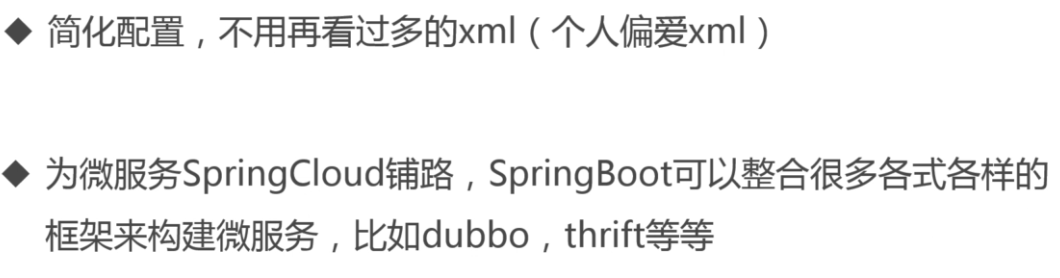 ◆ 简化配置，不用再看过多的xml（个人偏爱xml）
◆ 为微服务SpringCloud铺路，SpringBoot可以整合很多各式各样的
框架来构建微服务，比如dubbo，thrift等等